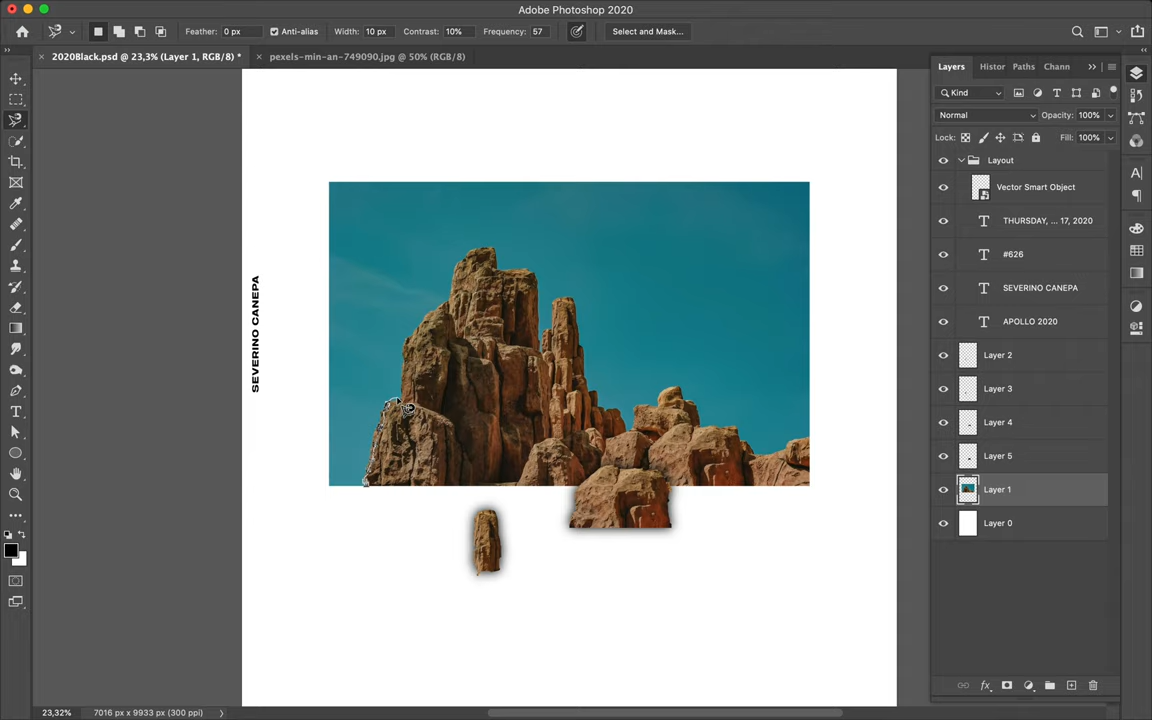 Adobe Photoshop 2020
Feather: 0 px Anti-alias Width: 10 px Contrast: 10% Frequency: 57 Select and Mask...
2020Black.psd @ 23,3% (Layer 1, RGB/8) * pexels-min-an-749090.jpg @ 50% (RGB/8)
Layers Histor Paths Chann
Kind
Normal Opacity: 100%
Lock: Fill: 100%
Layout
Vector Smart Object
THURSDAY, ... 17, 2020
#626
SEVERINO CANEPA
APOLLO 2020
Layer 2
Layer 3
Layer 4
Layer 5
Layer 1
Layer 0
SEVERINO CANEPA
23,32% 7016 px x 9933 px (300 ppi)